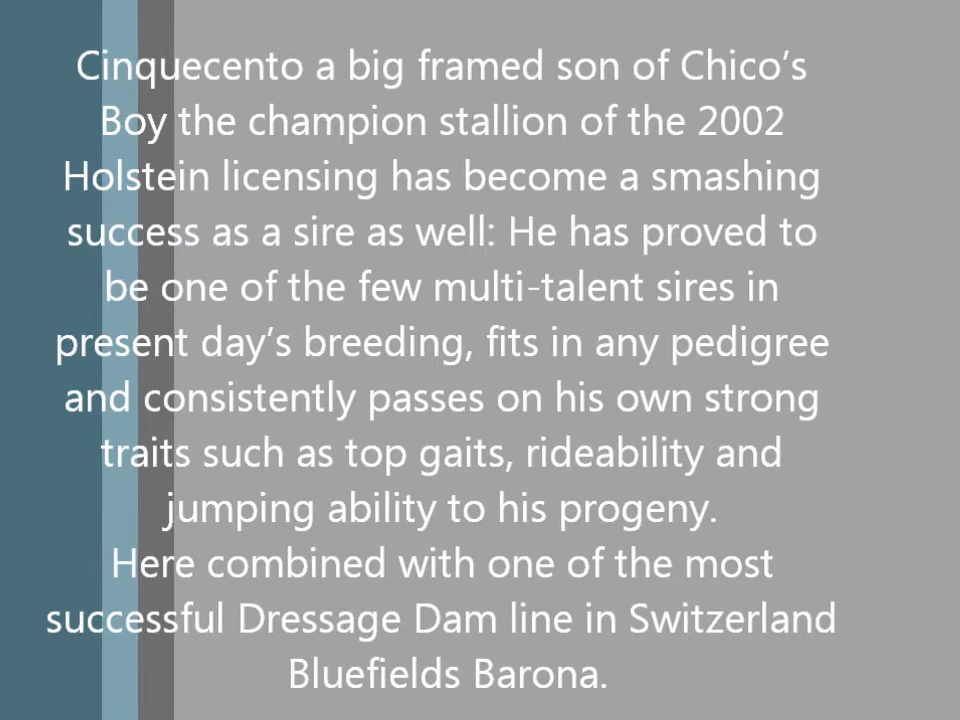 Cinquecento a big framed son of Chico's
Boy the champion stallion of the 2002
Holstein licensing has become a smashing
success as a sire as well: He has proved to
be one of the few multi-talent sires in
present day's breeding, fits in any pedigree
and consistently passes on his own strong
traits such as top gaits, rideability and
jumping ability to his progeny.
Here combined with one of the most
successful Dressage Dam line in Switzerland
Bluefields Barona.